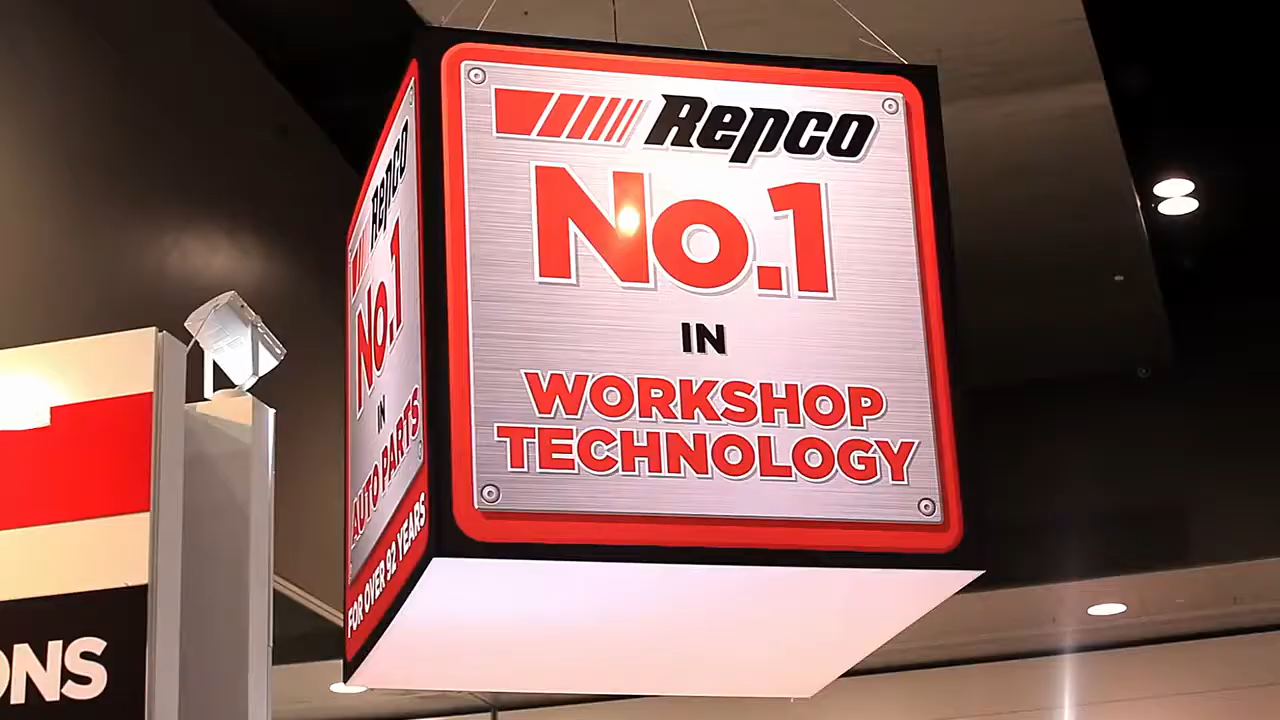 Repco
No.1
IN
WORKSHOP
TECHNOLOGY
Repco
No.1
IN
AUTO PARTS
FOR OVER 92 YEARS
ONS